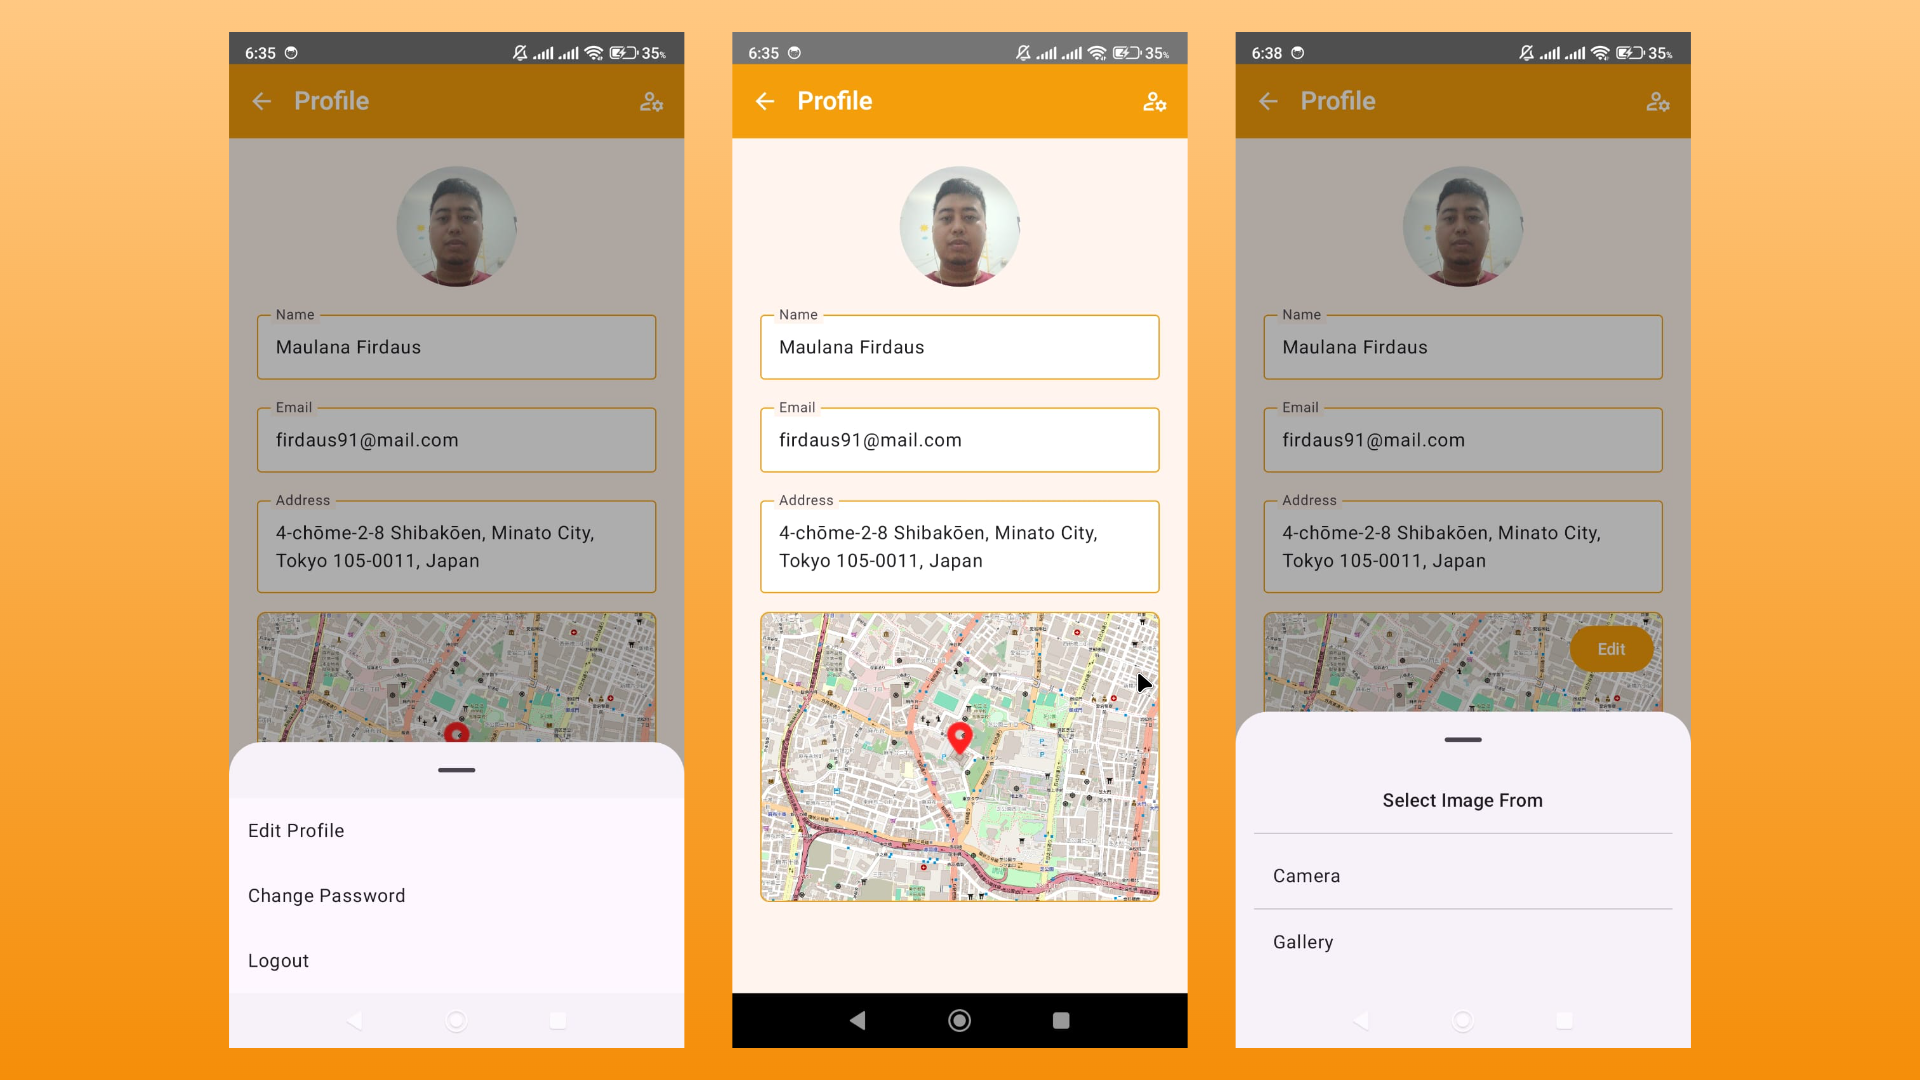 6:35
35%
Profile
Name
Maulana Firdaus
Email
firdaus91@mail.com
Address
4-chōme-2-8 Shibakōen, Minato City,
Tokyo 105-0011, Japan
Edit Profile
Change Password
Logout
6:35
35%
Profile
Name
Maulana Firdaus
Email
firdaus91@mail.com
Address
4-chōme-2-8 Shibakōen, Minato City,
Tokyo 105-0011, Japan
6:38
35%
Profile
Name
Maulana Firdaus
Email
firdaus91@mail.com
Address
4-chōme-2-8 Shibakōen, Minato City,
Tokyo 105-0011, Japan
Edit
Select Image From
Camera
Gallery